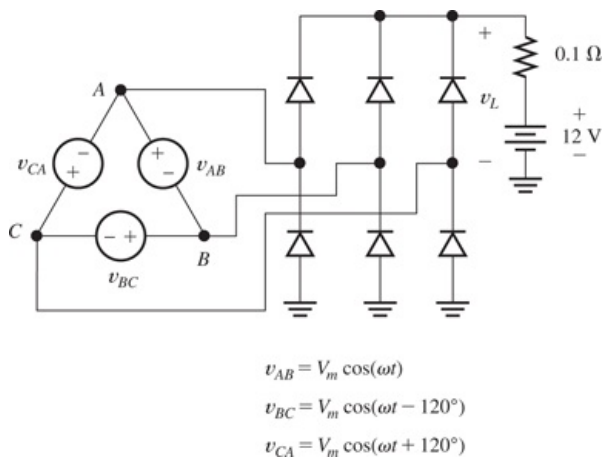 A
+
0.1 Ω
v_L
+
12 V
−
−
v_CA
−
+
+
−
v_AB
C
−
+
B
v_BC
v_AB = V_m cos(ωt)
v_BC = V_m cos(ωt − 120°)
v_CA = V_m cos(ωt + 120°)